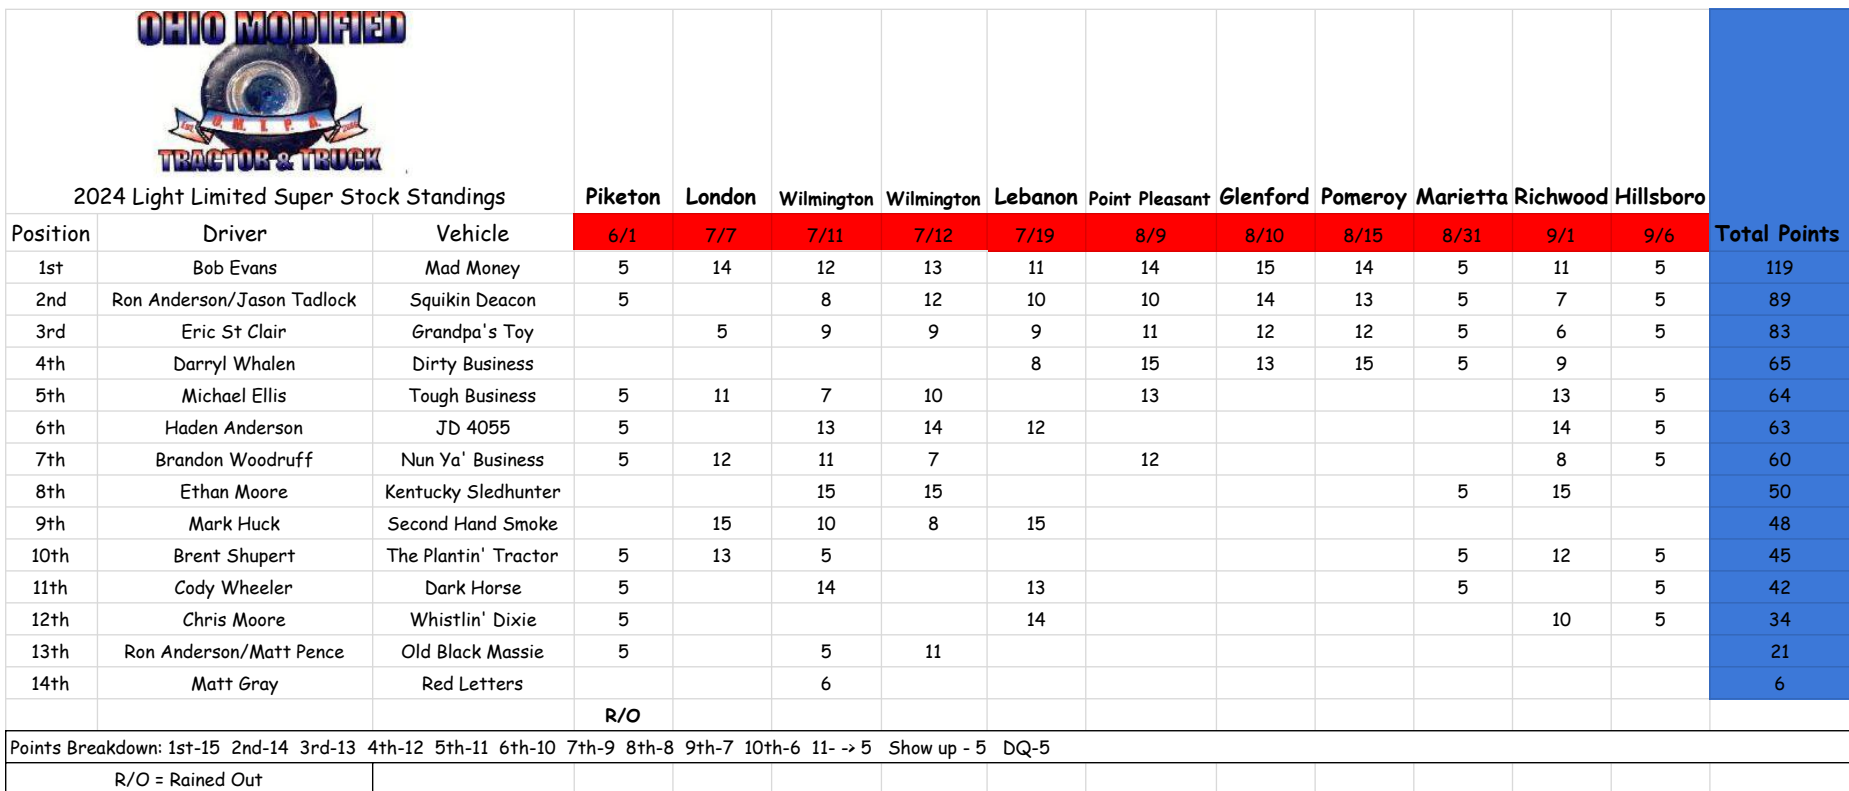 OHIO MODIFIED
EST. O.M.T.P.A.
TRACTOR & TRUCK
2024 Light Limited Super Stock Standings Piketon London Wilmington Wilmington Lebanon Point Pleasant Glenford Pomeroy Marietta Richwood Hillsboro
Position Driver Vehicle 6/1 7/7 7/11 7/12 7/19 8/9 8/10 8/15 8/31 9/1 9/6 Total Points
1st Bob Evans Mad Money 5 14 12 13 11 14 15 14 5 11 5 119
2nd Ron Anderson/Jason Tadlock Squikin Deacon 5 8 12 10 10 14 13 5 7 5 89
3rd Eric St Clair Grandpa's Toy 5 9 9 9 11 12 12 5 6 5 83
4th Darryl Whalen Dirty Business 8 15 13 15 5 9 65
5th Michael Ellis Tough Business 5 11 7 10 13 13 5 64
6th Haden Anderson JD 4055 5 13 14 12 14 5 63
7th Brandon Woodruff Nun Ya' Business 5 12 11 7 12 8 5 60
8th Ethan Moore Kentucky Sledhunter 15 15 5 15 50
9th Mark Huck Second Hand Smoke 15 10 8 15 48
10th Brent Shupert The Plantin' Tractor 5 13 5 5 12 5 45
11th Cody Wheeler Dark Horse 5 14 13 5 5 42
12th Chris Moore Whistlin' Dixie 5 14 10 5 34
13th Ron Anderson/Matt Pence Old Black Massie 5 5 11 21
14th Matt Gray Red Letters 6 6
R/O
Points Breakdown: 1st-15 2nd-14 3rd-13 4th-12 5th-11 6th-10 7th-9 8th-8 9th-7 10th-6 11- -> 5 Show up - 5 DQ-5
R/O = Rained Out